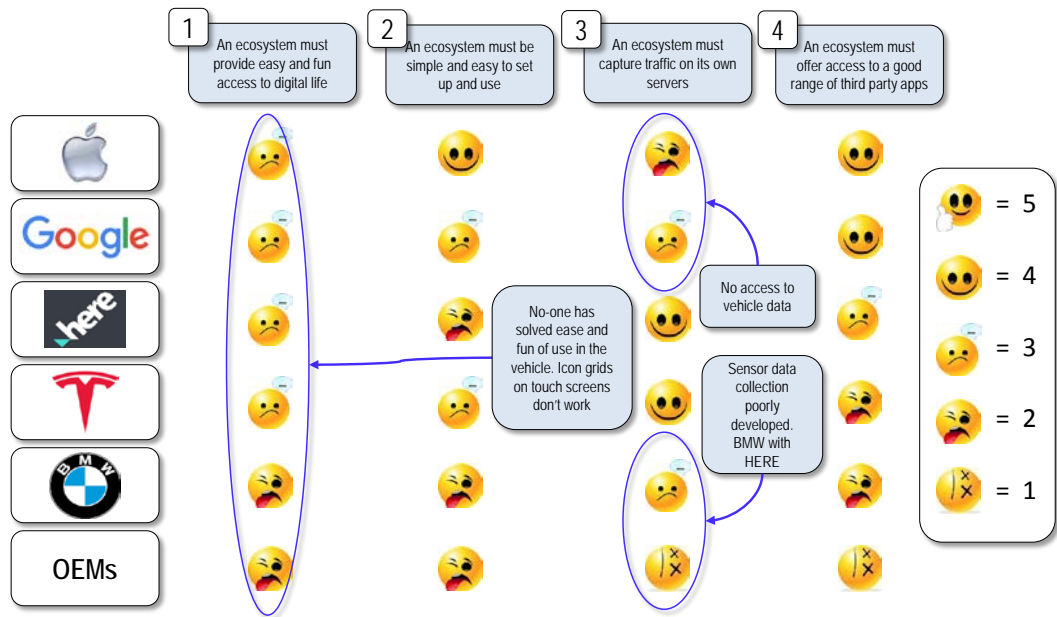 1
An ecosystem must
provide easy and fun
access to digital life
2
An ecosystem must be
simple and easy to set
up and use
3
An ecosystem must
capture traffic on its own
servers
4
An ecosystem must
offer access to a good
range of third party apps
Google
here
BMW
OEMs
No-one has
solved ease and
fun of use in the
vehicle. Icon grids
on touch screens
don't work
No access to
vehicle data
Sensor data
collection
poorly
developed.
BMW with
HERE
= 5
= 4
= 3
= 2
= 1